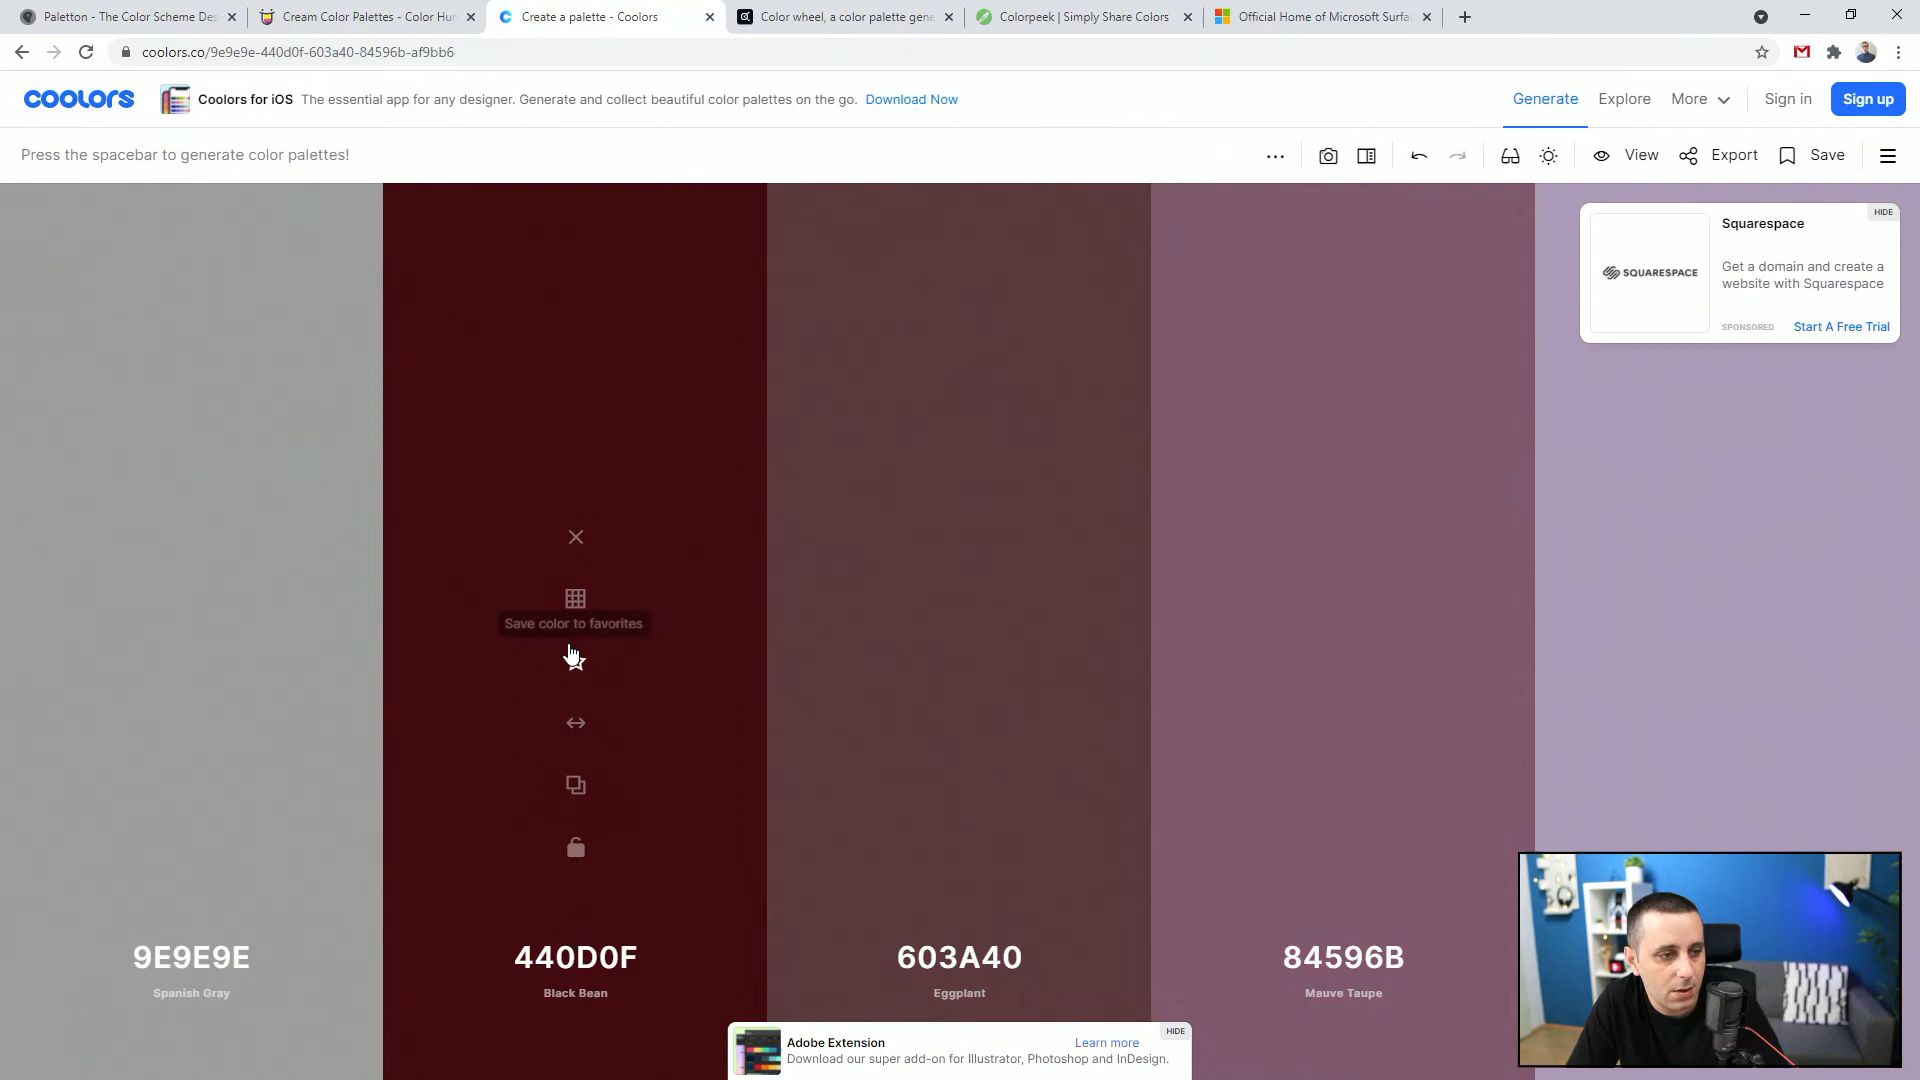 Paletton - The Color Scheme Des
Cream Color Palettes - Color Hun
Create a palette - Coolors
Color wheel, a color palette gene
Colorpeek | Simply Share Colors
Official Home of Microsoft Surfa
coolors.co/9e9e9e-440d0f-603a40-84596b-af9bb6
coolors
Coolors for iOS The essential app for any designer. Generate and collect beautiful color palettes on the go. Download Now
Generate
Explore
More
Sign in
Sign up
Press the spacebar to generate color palettes!
View
Export
Save
HIDE
Squarespace
SQUARESPACE
Get a domain and create a
website with Squarespace
SPONSORED
Start A Free Trial
Save color to favorites
9E9E9E
Spanish Gray
440D0F
Black Bean
603A40
Eggplant
84596B
Mauve Taupe
HIDE
Adobe Extension
Learn more
Download our super add-on for Illustrator, Photoshop and InDesign.